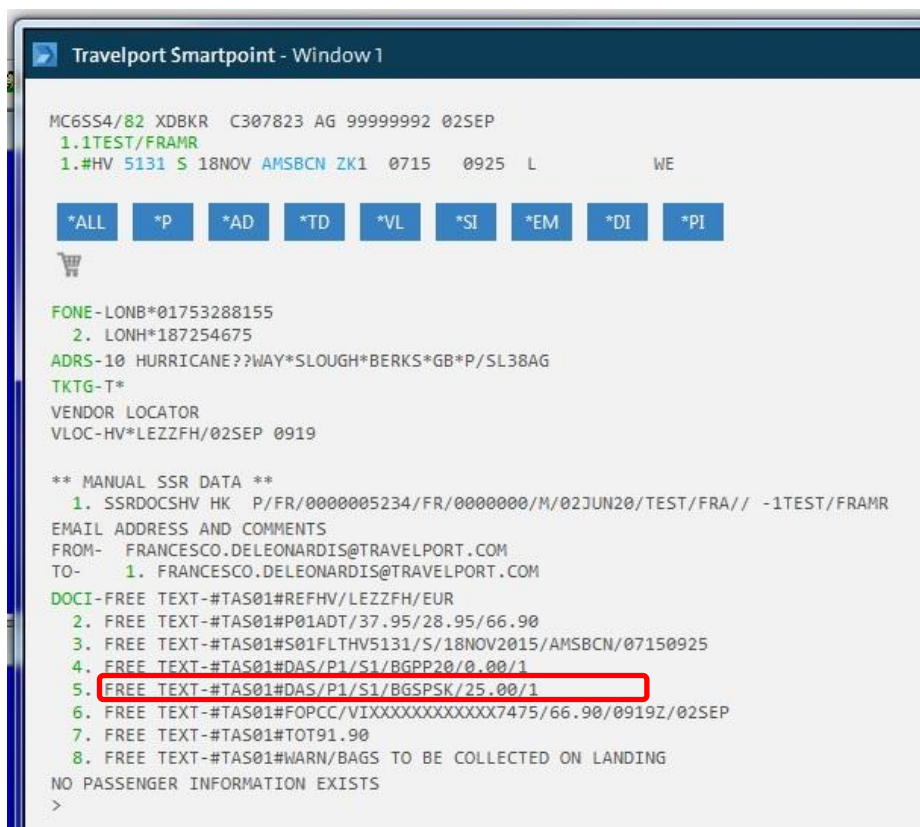 Travelport Smartpoint - Window 1
MC6SS4/82 XDBKR C307823 AG 99999992 02SEP
1.1TEST/FRAMR
1.#HV 5131 S 18NOV AMSBCN ZK1 0715 0925 L WE
*ALL *P *AD *TD *VL *SI *EM *DI *PI
FONE-LONB*01753288155
2. LONH*187254675
ADRS-10 HURRICANE??WAY*SLOUGH*BERKS*GB*P/SL38AG
TKTG-T*
VENDOR LOCATOR
VLOC-HV*LEZZFH/02SEP 0919
** MANUAL SSR DATA **
1. SSRDOCSHV HK P/FR/0000005234/FR/0000000/M/02JUN20/TEST/FRA// -1TEST/FRAMR
EMAIL ADDRESS AND COMMENTS
FROM- FRANCESCO.DELEONARDIS@TRAVELPORT.COM
TO- 1. FRANCESCO.DELEONARDIS@TRAVELPORT.COM
DOCI-FREE TEXT-#TAS01#REFHV/LEZZFH/EUR
2. FREE TEXT-#TAS01#P01ADT/37.95/28.95/66.90
3. FREE TEXT-#TAS01#S01FLTHV5131/S/18NOV2015/AMSBCN/07150925
4. FREE TEXT-#TAS01#DAS/P1/S1/BGPP20/0.00/1
5. FREE TEXT-#TAS01#DAS/P1/S1/BGSPSK/25.00/1
6. FREE TEXT-#TAS01#FOPCC/VIXXXXXXXXXXXX7475/66.90/0919Z/02SEP
7. FREE TEXT-#TAS01#TOT91.90
8. FREE TEXT-#TAS01#WARN/BAGS TO BE COLLECTED ON LANDING
NO PASSENGER INFORMATION EXISTS
>